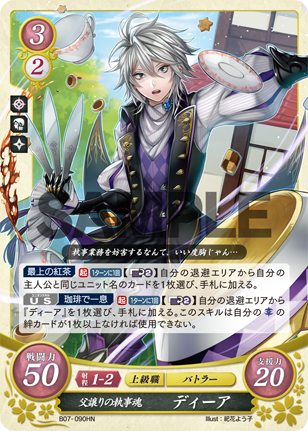 3
2
SAMPLE
執事業務を妨害するなんて、いい度胸じゃん…
最上の紅茶 起 1ターンに1回 2 自分の退避エリアから自分の
主人公と同じユニット名のカードを1枚選び、手札に加える。
US 珈琲で一息 起 1ターンに1回 2 自分の退避エリアから
『ディーア』を1枚選び、手札に加える。このスキルは自分の の
絆カードが1枚以上なければ使用できない。
戦闘力
50
射程 1-2 上級職 バトラー
支援力
20
父譲りの執事魂 ディーア
B07-090HN
Illust：絽花よう子